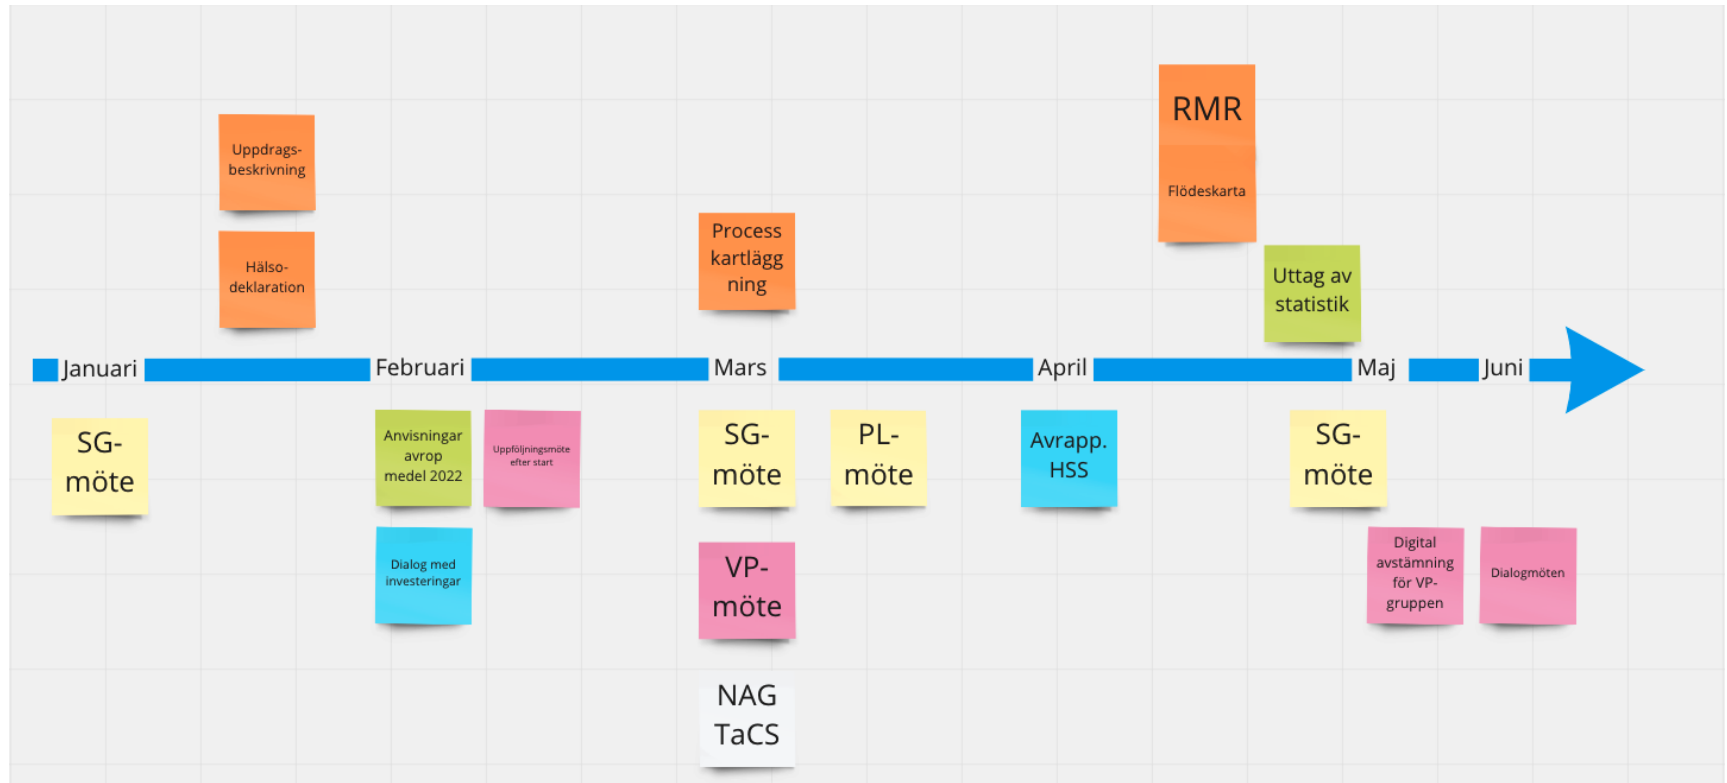 RMR
Flödeskarta
Uppdrags-
beskrivning
Hälso-
deklaration
Process
kartlägg
ning
Uttag av
statistik
Januari
Februari
Mars
April
Maj
Juni
SG-
möte
Anvisningar
avrop
medel 2022
Uppföljningsmöte
efter start
SG-
möte
PL-
möte
Avrapp.
HSS
SG-
möte
Dialog med
investeringar
VP-
möte
Digital
avstämning
för VP-
gruppen
Dialogmöten
NAG
TaCS